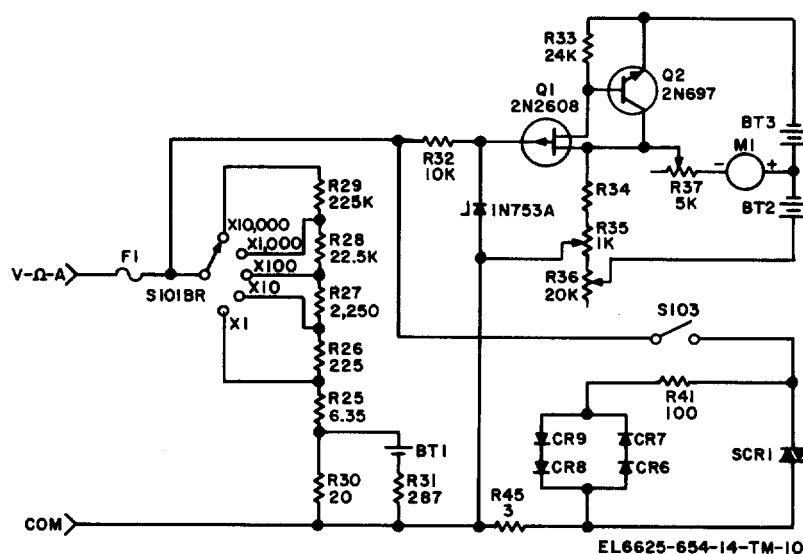 R33
24K
Q2
2N697
Q1
2N2608
BT3
M1
- +
R32
10K
R37
5K
BT2
R29
225K
R34
X10,000
1N753A
R35
1K
X1,000
R28
22.5K
F1
X100
R36
20K
V-Ω-A
S101BR
R27
2,250
X10
X1
S103
R26
225
R25
6.35
R41
100
BT1
CR9
CR7
CR8
CR6
SCR1
R30
20
R31
287
R45
3
COM
EL6625-654-14-TM-10